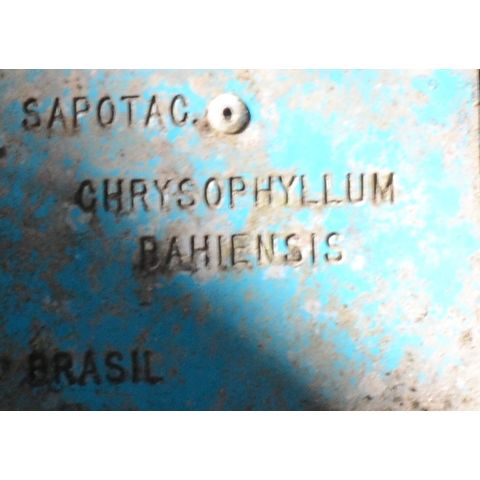 SAPOTAC.
CHRYSOPHYLLUM
BAHIENSIS
BRASIL